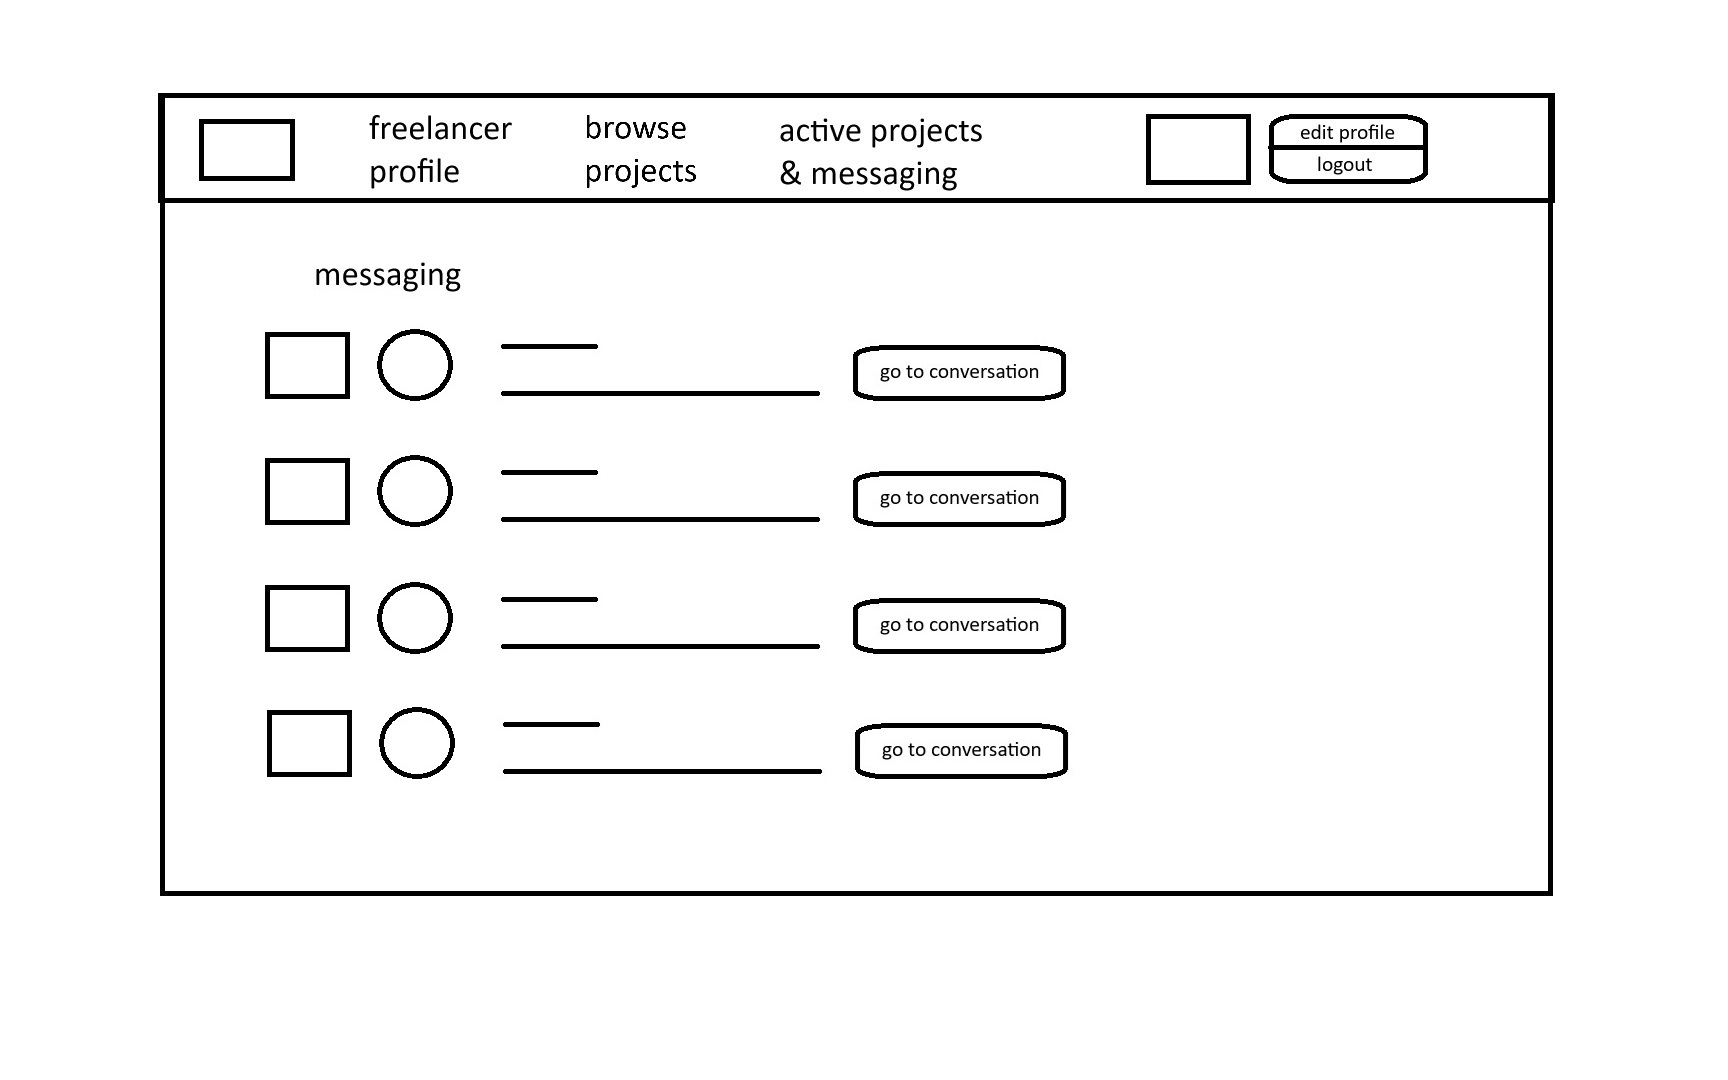 freelancer
profile
browse
projects
active projects
& messaging
edit profile
logout
messaging
go to conversation
go to conversation
go to conversation
go to conversation